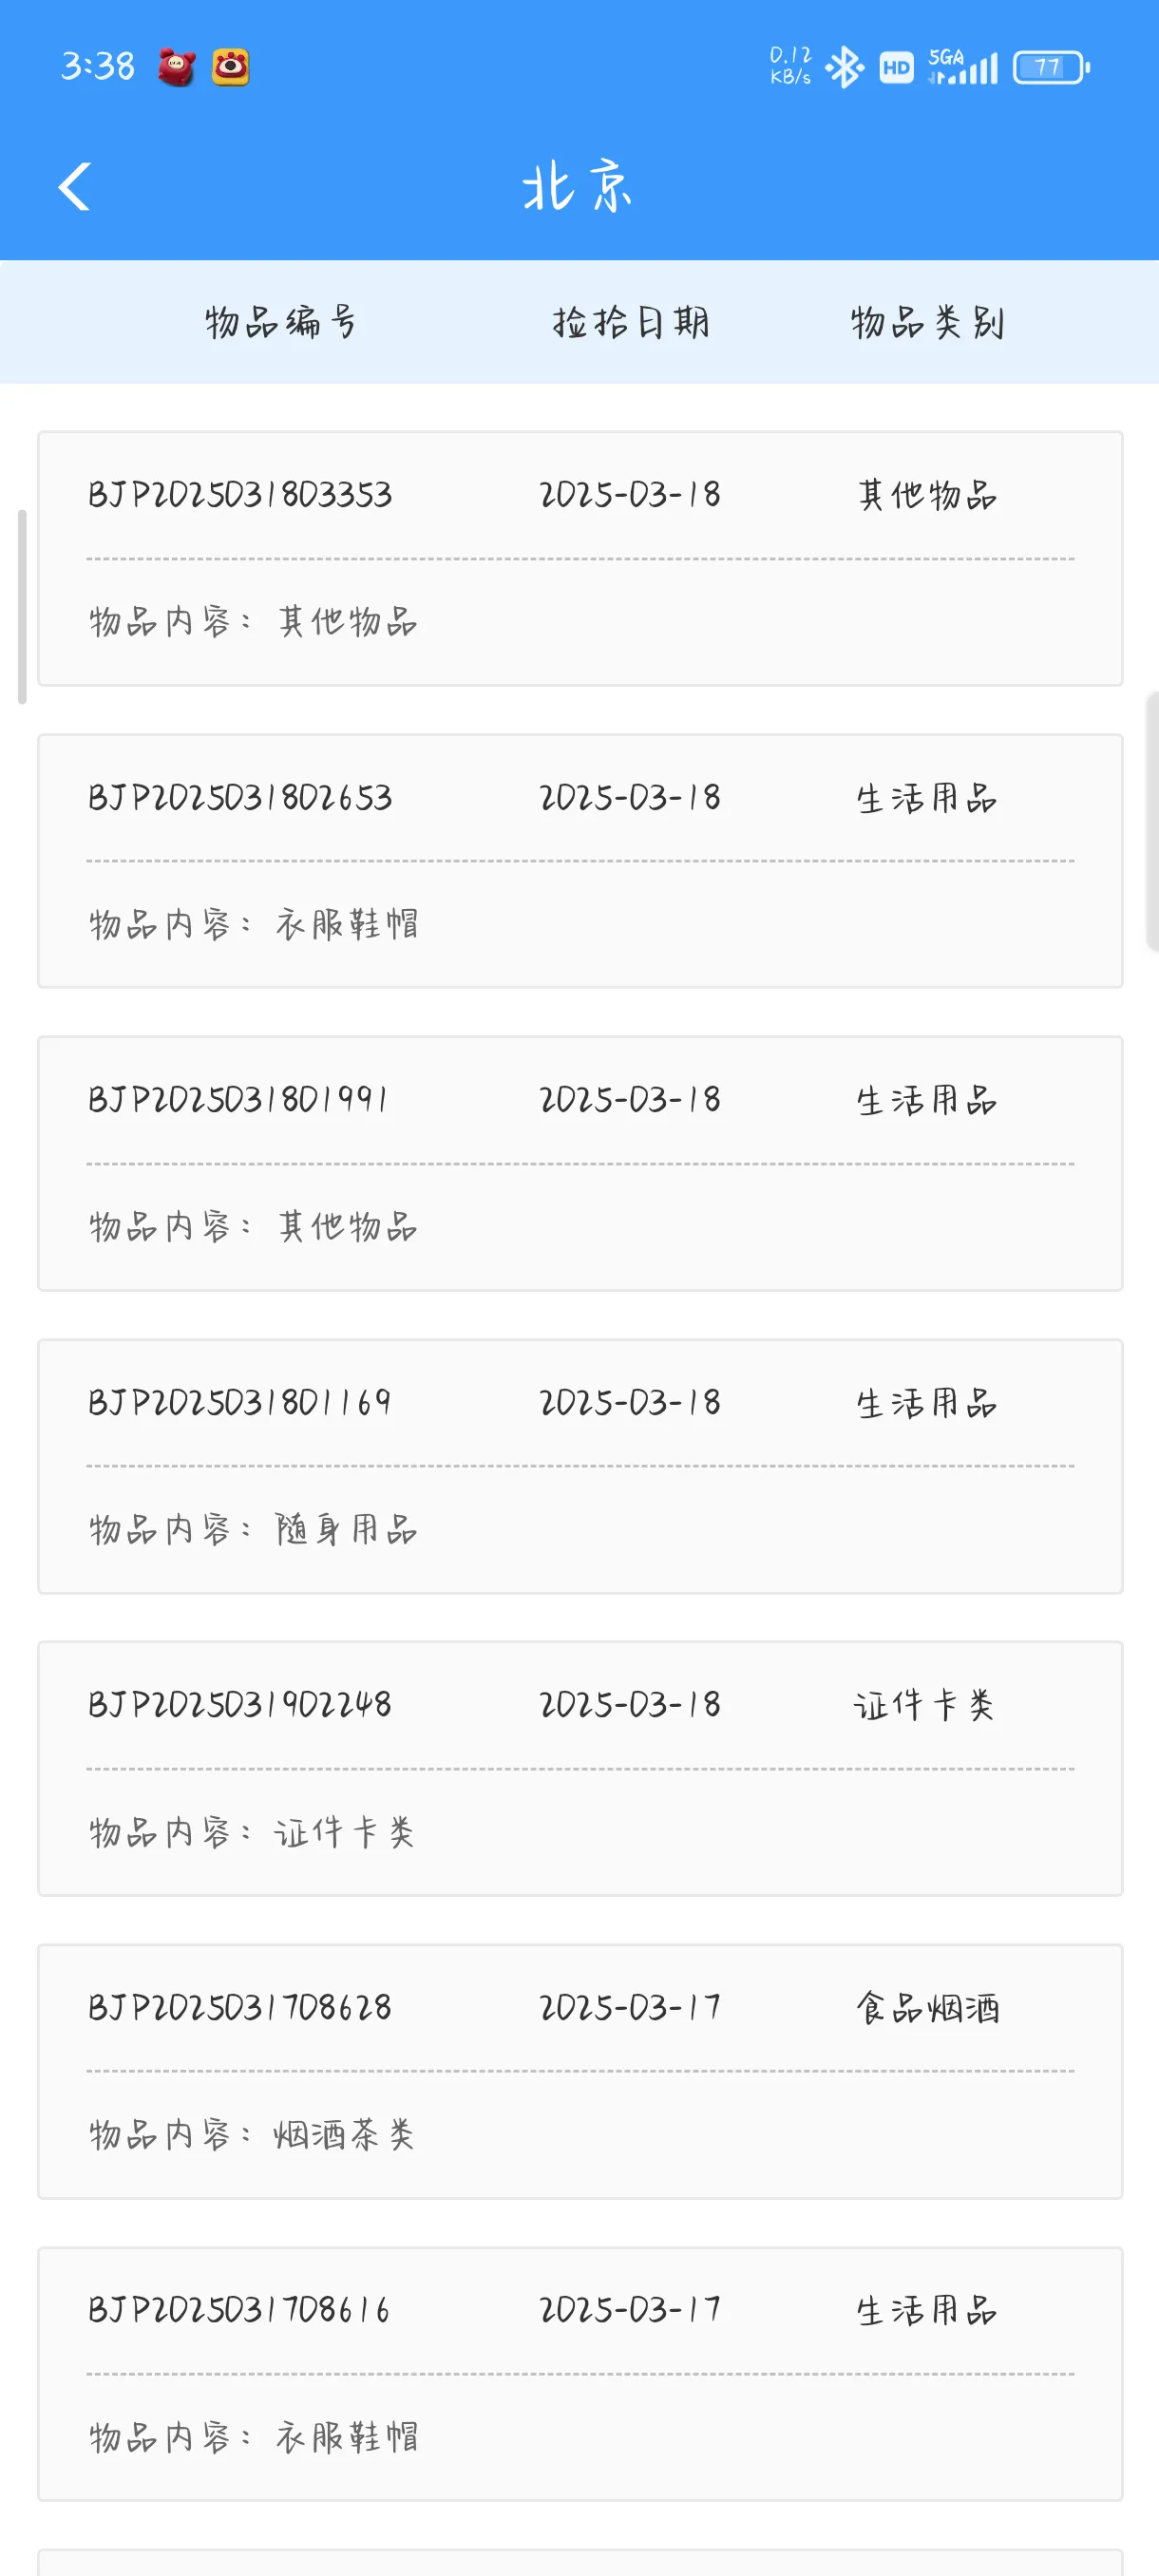 3:38
0.12
KB/s
HD
5GA
77
北京
物品编号 捡拾日期 物品类别
BJP2025031803353 2025-03-18 其他物品
物品内容：其他物品
BJP2025031802653 2025-03-18 生活用品
物品内容：衣服鞋帽
BJP2025031801991 2025-03-18 生活用品
物品内容：其他物品
BJP2025031801169 2025-03-18 生活用品
物品内容：随身用品
BJP2025031902248 2025-03-18 证件卡类
物品内容：证件卡类
BJP2025031708628 2025-03-17 食品烟酒
物品内容：烟酒茶类
BJP2025031708616 2025-03-17 生活用品
物品内容：衣服鞋帽